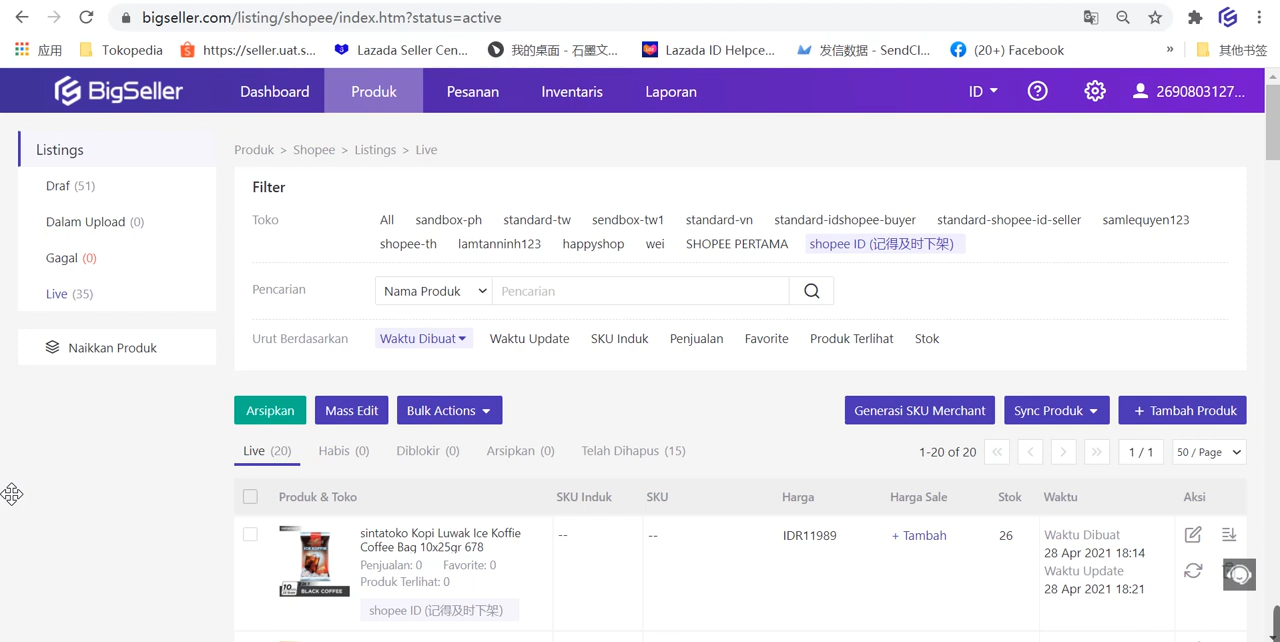 bigseller.com/listing/shopee/index.htm?status=active
应用 Tokopedia https://seller.uat.s... Lazada Seller Cen... 我的桌面 - 石墨文... Lazada ID Helpce... 发信数据 - SendCl... (20+) Facebook » 其他书签
BigSeller Dashboard Produk Pesanan Inventaris Laporan ID 2690803127...
Listings
Draf (51)
Dalam Upload (0)
Gagal (0)
Live (35)
Naikkan Produk
Produk > Shopee > Listings > Live
Filter
Toko All sandbox-ph standard-tw sendbox-tw1 standard-vn standard-idshopee-buyer standard-shopee-id-seller samlequyen123
shopee-th lamtanninh123 happyshop wei SHOPEE PERTAMA shopee ID (记得及时下架)
Pencarian Nama Produk Pencarian
Urut Berdasarkan Waktu Dibuat Waktu Update SKU Induk Penjualan Favorite Produk Terlihat Stok
Arsipkan Mass Edit Bulk Actions Generasi SKU Merchant Sync Produk + Tambah Produk
Live (20) Habis (0) Diblokir (0) Arsipkan (0) Telah Dihapus (15) 1-20 of 20 1 / 1 50 / Page
Produk & Toko SKU Induk SKU Harga Harga Sale Stok Waktu Aksi
sintatoko Kopi Luwak Ice Koffie
Coffee Bag 10x25gr 678
Penjualan: 0 Favorite: 0
Produk Terlihat: 0
shopee ID (记得及时下架)
-- -- IDR11989 + Tambah 26
Waktu Dibuat
28 Apr 2021 18:14
Waktu Update
28 Apr 2021 18:21
BLACK COFFEE